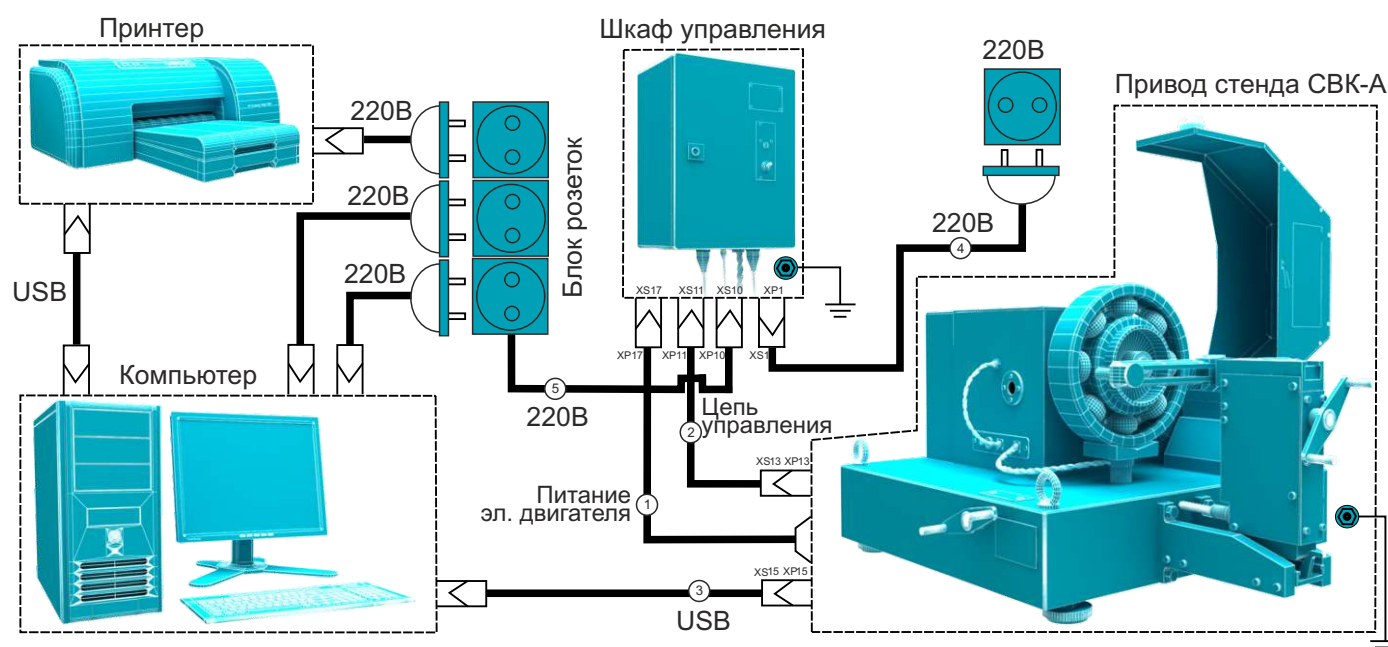 Принтер
Шкаф управления
220В
Привод стенда СВК-А
220В
220В
220В
220В
Блок розеток
USB
XS17
XS11
XS10
XP1
XP17
XP11
XP10
XS1
4
Компьютер
5
220В
Цепь
управления
2
XS13 XP13
Питание
эл. двигателя
1
XS15 XP15
3
USB